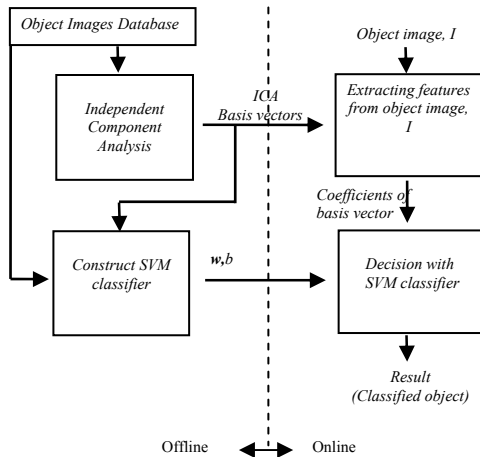 Object Images Database
Object image, I
Independent
Component
Analysis
ICA
Basis vectors
Extracting features
from object image,
I
Coefficients of
basis vector
Construct SVM
classifier
w,b
Decision with
SVM classifier
Result
(Classified object)
Offline
Online